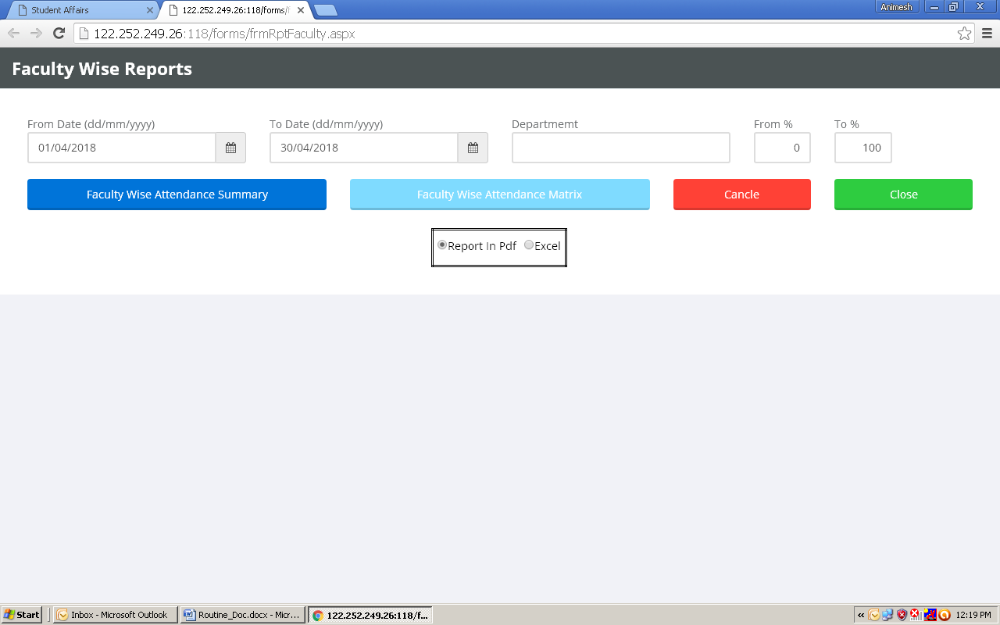 Student Affairs
122.252.249.26:118/forms/f
Animesh
122.252.249.26:118/forms/frmRptFaculty.aspx
Faculty Wise Reports
From Date (dd/mm/yyyy) To Date (dd/mm/yyyy) Departmemt From % To %
01/04/2018 30/04/2018 0 100
Faculty Wise Attendance Summary Faculty Wise Attendance Matrix Cancle Close
Report In Pdf Excel
Start Inbox - Microsoft Outlook Routine_Doc.docx - Micr... 122.252.249.26:118/f... « 12:19 PM